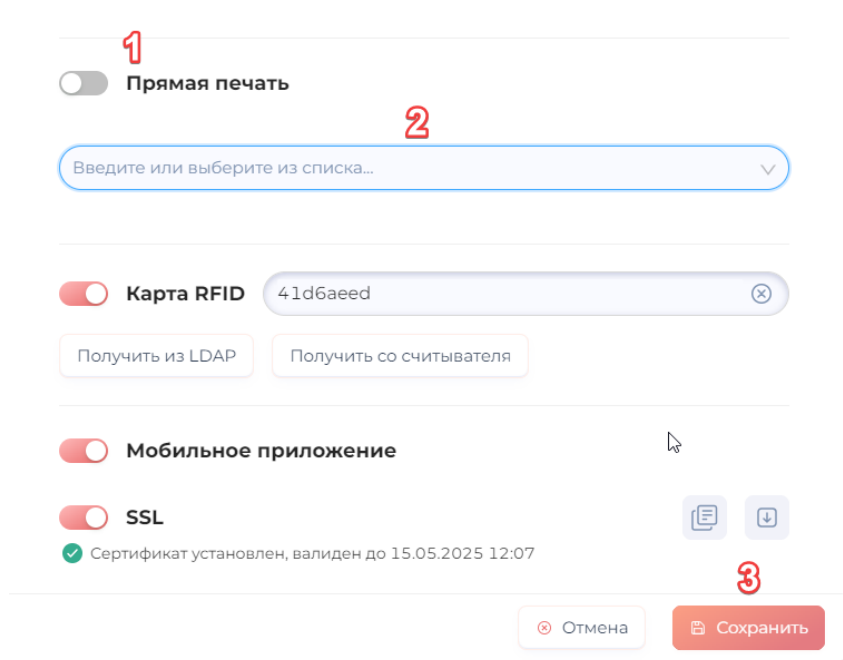 1
Прямая печать
2
Введите или выберите из списка...
Карта RFID 41d6aeed
Получить из LDAP Получить со считывателя
Мобильное приложение
SSL
Сертификат установлен, валиден до 15.05.2025 12:07
3
Отмена Сохранить